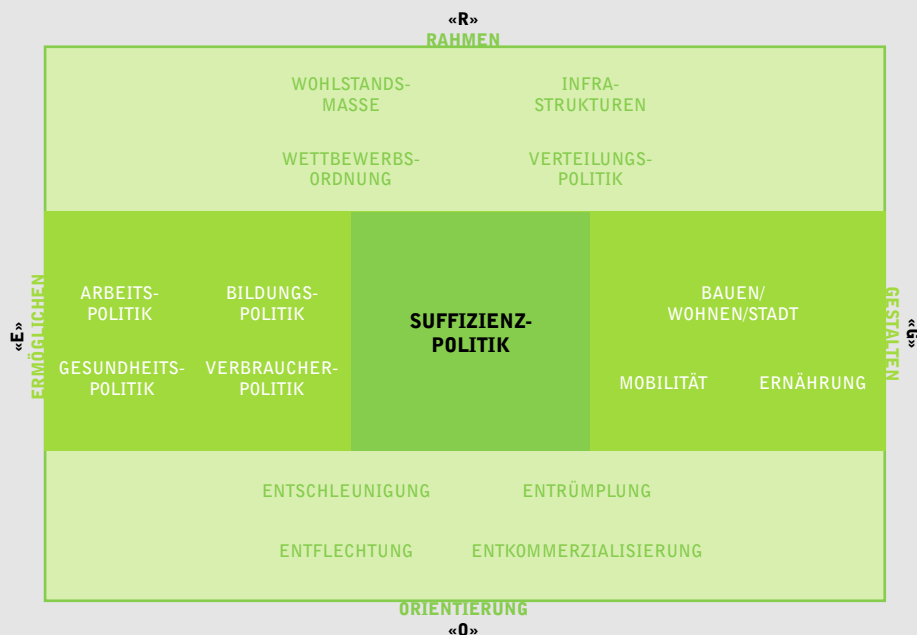 «R»
RAHMEN
WOHLSTANDS-
MASSE
INFRA-
STRUKTUREN
WETTBEWERBS-
ORDNUNG
VERTEILUNGS-
POLITIK
«E»
ERMÖGLICHEN
ARBEITS-
POLITIK
BILDUNGS-
POLITIK
GESUNDHEITS-
POLITIK
VERBRAUCHER-
POLITIK
SUFFIZIENZ-
POLITIK
BAUEN/
WOHNEN/STADT
MOBILITÄT
ERNÄHRUNG
GESTALTEN
«G»
ENTSCHLEUNIGUNG
ENTRÜMPLUNG
ENTFLECHTUNG
ENTKOMMERZIALISIERUNG
ORIENTIERUNG
«O»